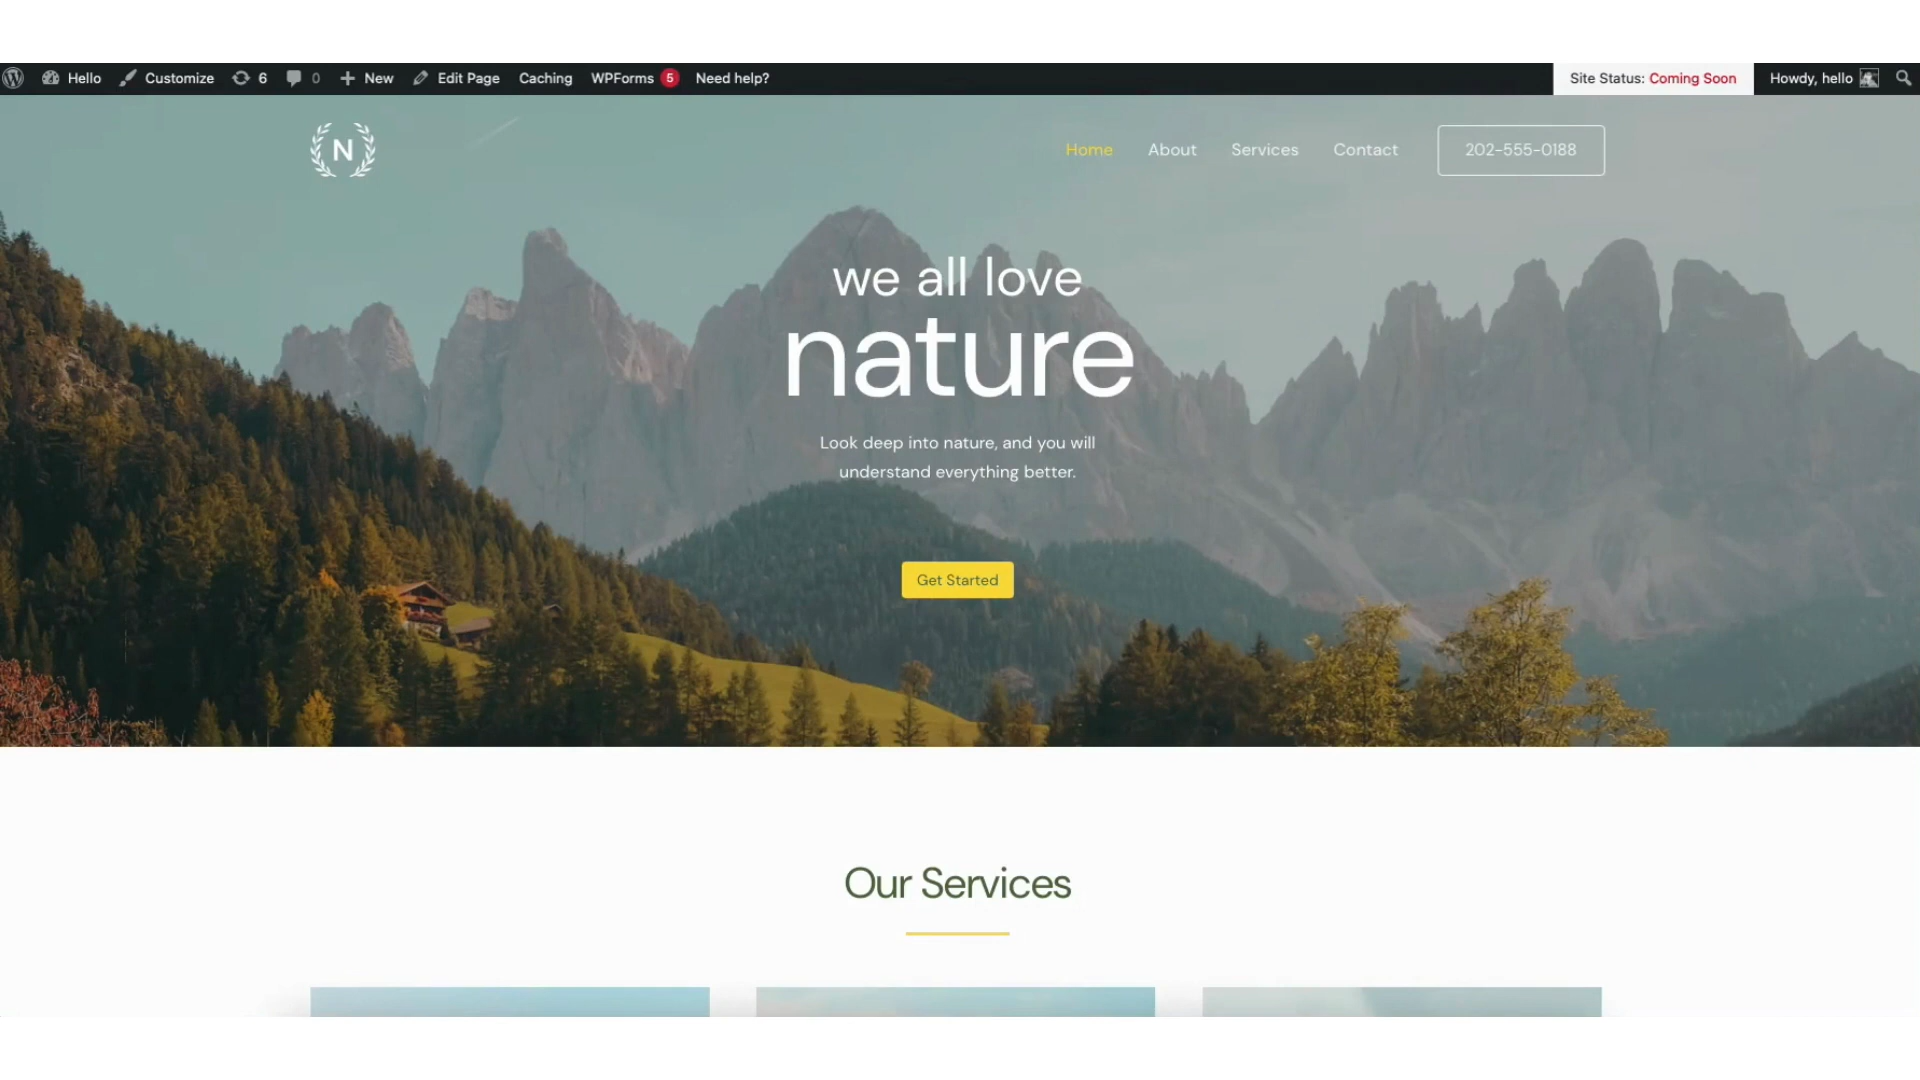 Hello Customize 6 0 New Edit Page Caching WPForms 5 Need help? Site Status: Coming Soon Howdy, hello
N Home About Services Contact 202-555-0188
we all love
nature
Look deep into nature, and you will
understand everything better.
Get Started
Our Services